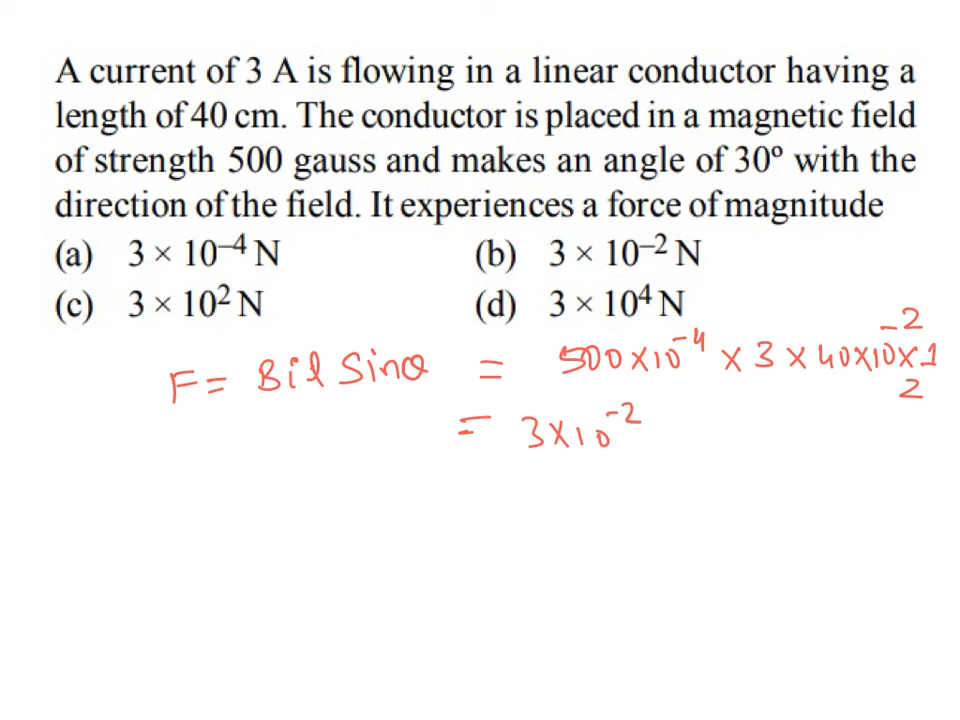 A current of 3 A is flowing in a linear conductor having a
length of 40 cm. The conductor is placed in a magnetic field
of strength 500 gauss and makes an angle of 30º with the
direction of the field. It experiences a force of magnitude
(a) 3 × 10⁻⁴ N (b) 3 × 10⁻² N
(c) 3 × 10² N (d) 3 × 10⁴ N
F = Bil Sinθ = 500×10⁻⁴ × 3 × 40×10⁻² × 1/2
= 3×10⁻²